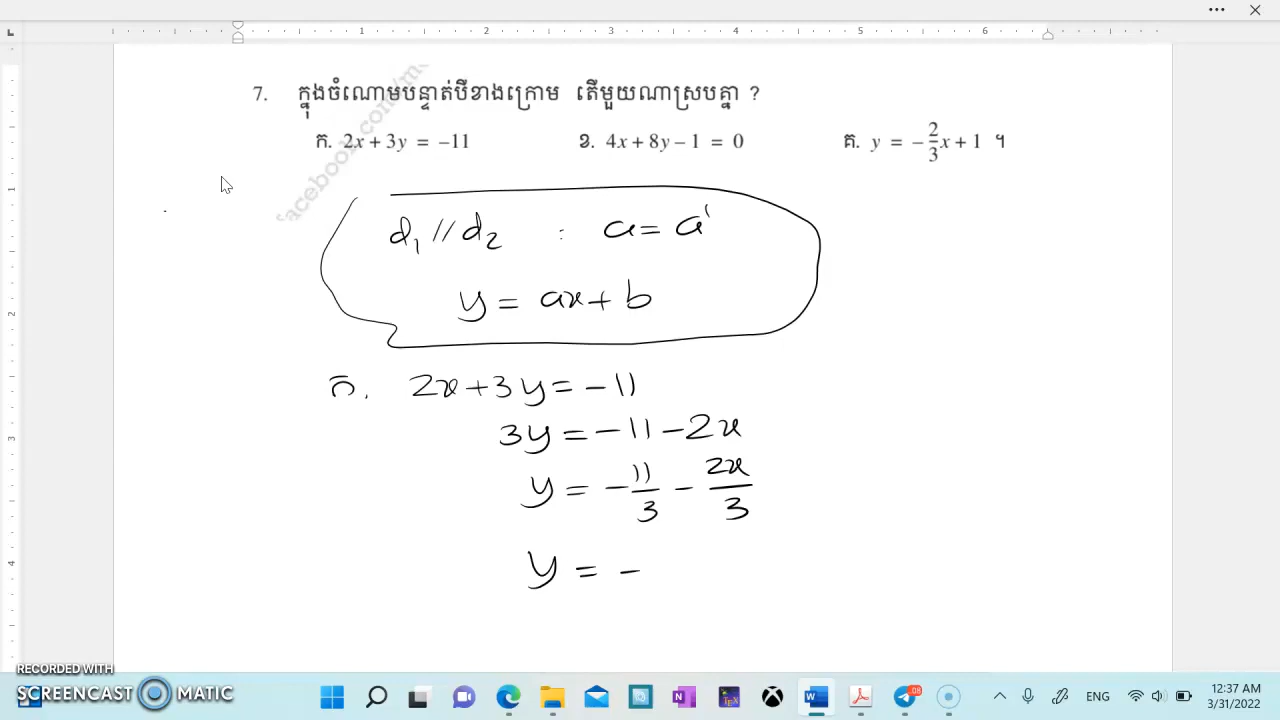 7. ក្នុងចំណោមបន្ទាត់បីខាងក្រោម តើមួយណាស្របគ្នា ?
ក. 2x + 3y = –11 ខ. 4x + 8y – 1 = 0 គ. y = –2/3x + 1 ។
facebook.com/m
d1 // d2 : a = a'
y = ax + b
ក. 2x + 3y = –11
3y = –11 – 2x
y = –11/3 – 2x/3
y = –
RECORDED WITH
SCREENCAST MATIC
ENG
12:37 AM
3/31/2022